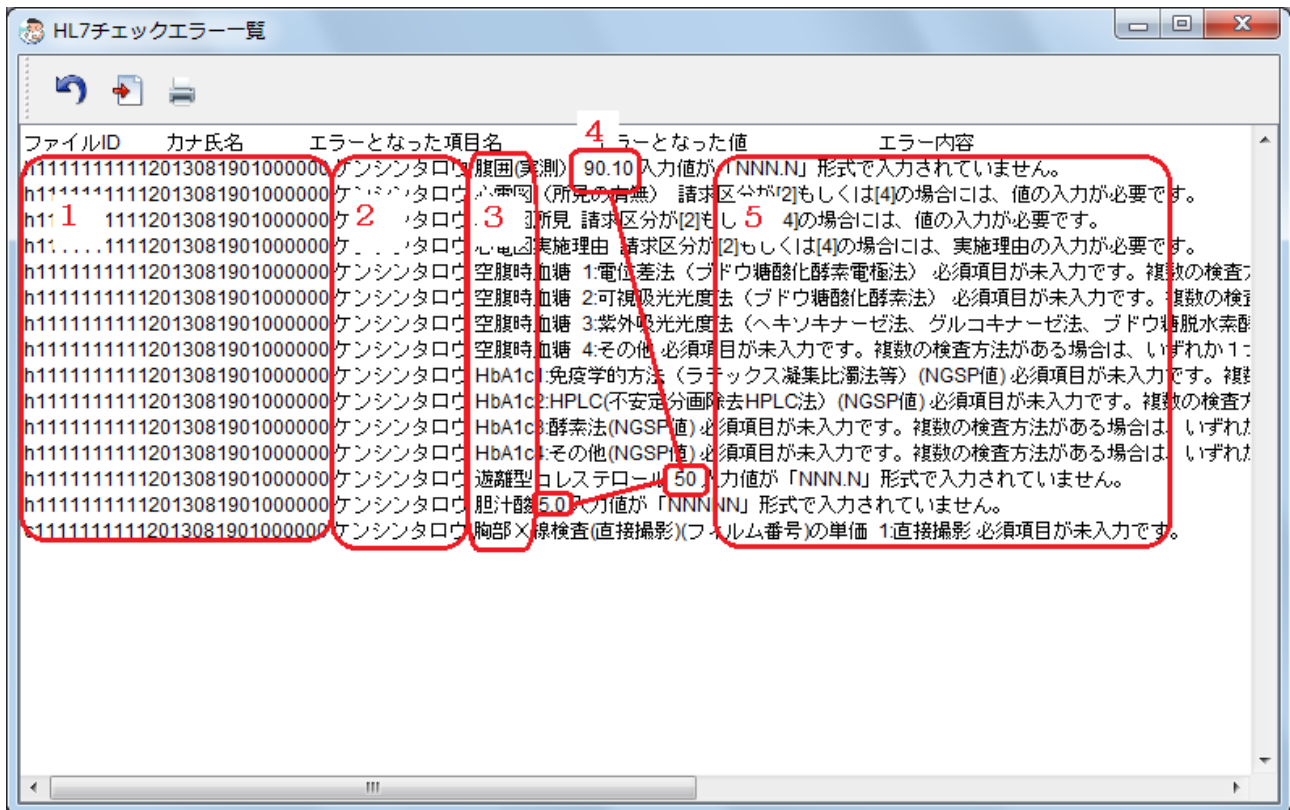 HL7チェックエラー一覧
ファイルID カナ氏名 エラーとなった項目名 4 ラーとなった値 エラー内容
h11111111111201308190100000 ケンシンタロウ 腹囲(実測) 90.10 入力値が「NNN.N」形式で入力されていません。
ケンシンタロウ 心電図(所見の有無) 請求区分が[2]もしくは[4]の場合には、値の入力が必要です。
1 2 3 所見 請求区分が[2]もし 5 4]の場合には、値の入力が必要です。
心電図実施理由 請求区分が[2]もしくは[4]の場合には、実施理由の入力が必要です。
h11111111111201308190100000 ケンシンタロウ 空腹時血糖 1:電位差法(ブドウ糖酸化酵素電極法) 必須項目が未入力です。複数の検査
h11111111111201308190100000 ケンシンタロウ 空腹時血糖 2:可視吸光光度法(ブドウ糖酸化酵素法) 必須項目が未入力です。複数の検
h11111111111201308190100000 ケンシンタロウ 空腹時血糖 3:紫外吸光光度法(ヘキソキナーゼ法、グルコキナーゼ法、ブドウ糖脱水素
h11111111111201308190100000 ケンシンタロウ 空腹時血糖 4:その他 必須項目が未入力です。複数の検査方法がある場合は、いずれか1
h11111111111201308190100000 ケンシンタロウ HbA1c1:免疫学的方法(ラテックス凝集比濁法等)(NGSP値) 必須項目が未入力です。複
h11111111111201308190100000 ケンシンタロウ HbA1c2:HPLC(不安定分画除去HPLC法)(NGSP値) 必須項目が未入力です。複数の検査
h11111111111201308190100000 ケンシンタロウ HbA1c3:酵素法(NGSP値) 必須項目が未入力です。複数の検査方法がある場合は、いずれ
h11111111111201308190100000 ケンシンタロウ HbA1c4:その他(NGSP値) 必須項目が未入力です。複数の検査方法がある場合は、いずれ
h11111111111201308190100000 ケンシンタロウ 遊離型コレステロール 50 入力値が「NNN.N」形式で入力されていません。
h11111111111201308190100000 ケンシンタロウ 胆汁酸 5.0 入力値が「NNN.NN」形式で入力されていません。
11111111111201308190100000 ケンシンタロウ 胸部X線検査(直接撮影)(フィルム番号)の単価 1:直接撮影 必須項目が未入力です。